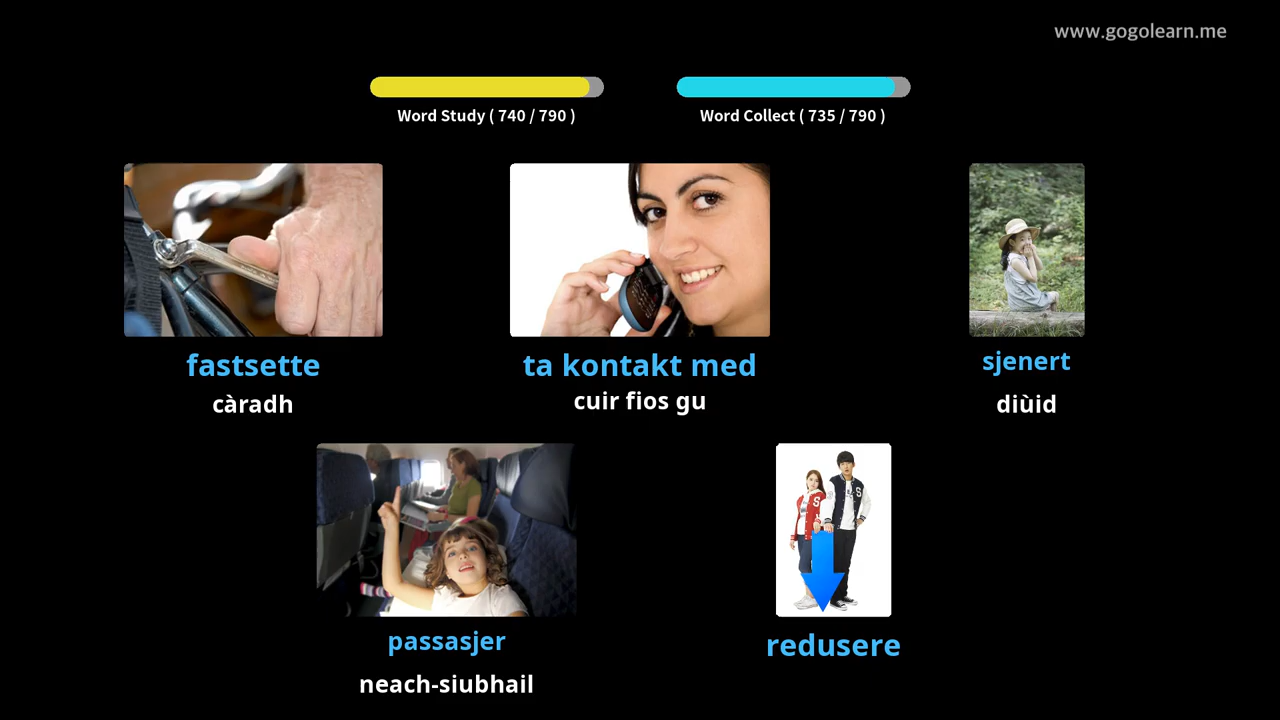 www.gogolearn.me
Word Study ( 740 / 790 )
Word Collect ( 735 / 790 )
fastsette
càradh
ta kontakt med
cuir fios gu
sjenert
diùid
passasjer
neach-siubhail
redusere